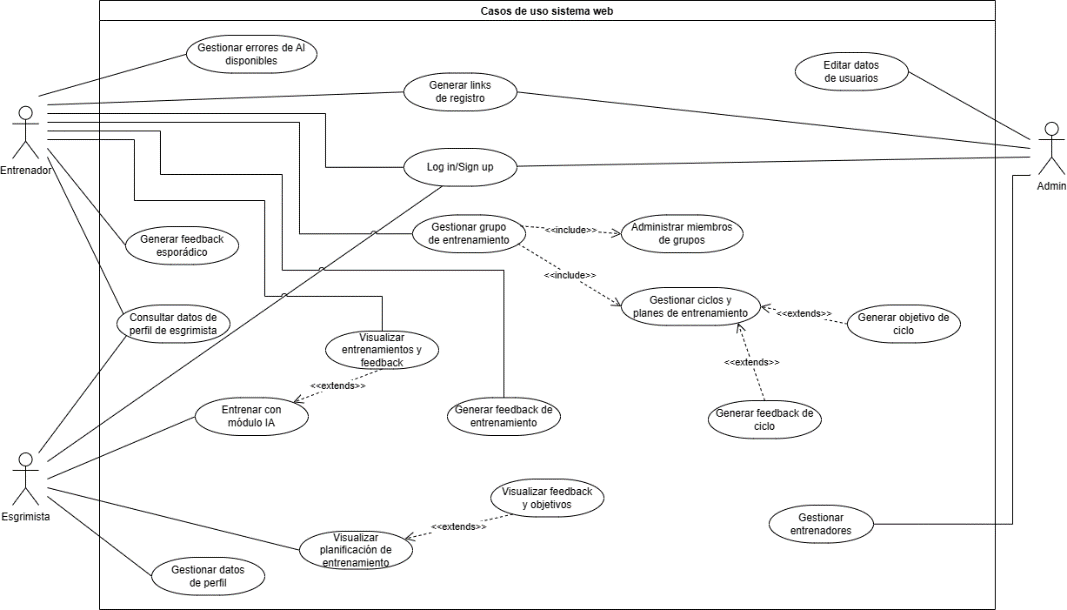 Casos de uso sistema web
Gestionar errores de AI
disponibles
Generar links
de registro
Editar datos
de usuarios
Entrenador
Log in/Sign up
Admin
Gestionar grupo
de entrenamiento
<<include>>
Administrar miembros
de grupos
Generar feedback
esporádico
<<include>>
Gestionar ciclos y
planes de entrenamiento
<<extends>>
Generar objetivo de
ciclo
Consultar datos de
perfil de esgrimista
Visualizar
entrenamientos y
feedback
<<extends>>
<<extends>>
Entrenar con
módulo IA
Generar feedback de
entrenamiento
Generar feedback de
ciclo
Esgrimista
Visualizar feedback
y objetivos
<<extends>>
Gestionar
entrenadores
Visualizar
planificación de
entrenamiento
Gestionar datos
de perfil